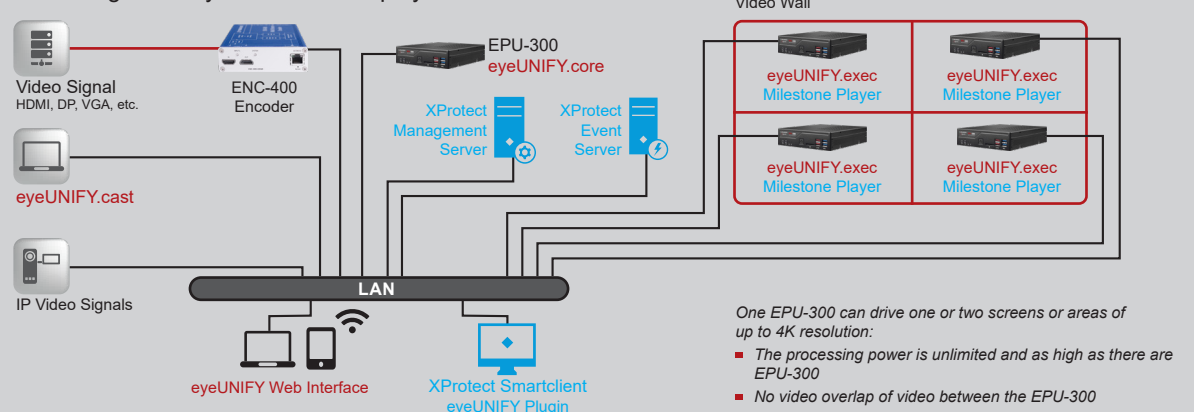 Video Wall
Video Signal
HDMI, DP, VGA, etc.
ENC-400
Encoder
EPU-300
eyeUNIFY.core
XProtect
Management
Server
XProtect
Event
Server
eyeUNIFY.exec
Milestone Player
eyeUNIFY.exec
Milestone Player
eyeUNIFY.exec
Milestone Player
eyeUNIFY.exec
Milestone Player
eyeUNIFY.cast
IP Video Signals
LAN
eyeUNIFY Web Interface
XProtect Smartclient
eyeUNIFY Plugin
One EPU-300 can drive one or two screens or areas of
up to 4K resolution:
The processing power is unlimited and as high as there are
EPU-300
No video overlap of video between the EPU-300